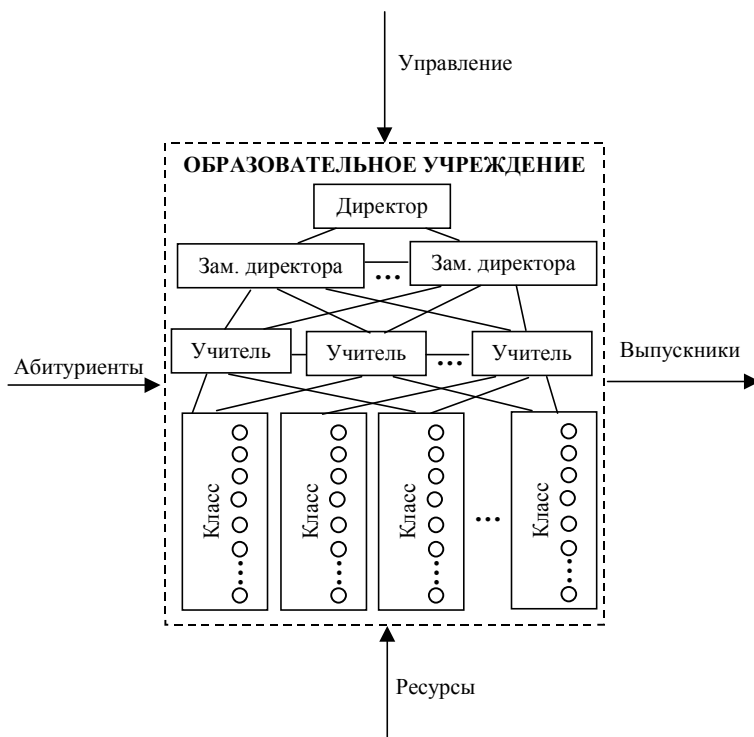 Управление
ОБРАЗОВАТЕЛЬНОЕ УЧРЕЖДЕНИЕ
Директор
Зам. директора
...
Зам. директора
Абитуриенты
Учитель
Учитель
...
Учитель
Выпускники
Класс
Класс
Класс
...
Класс
Ресурсы